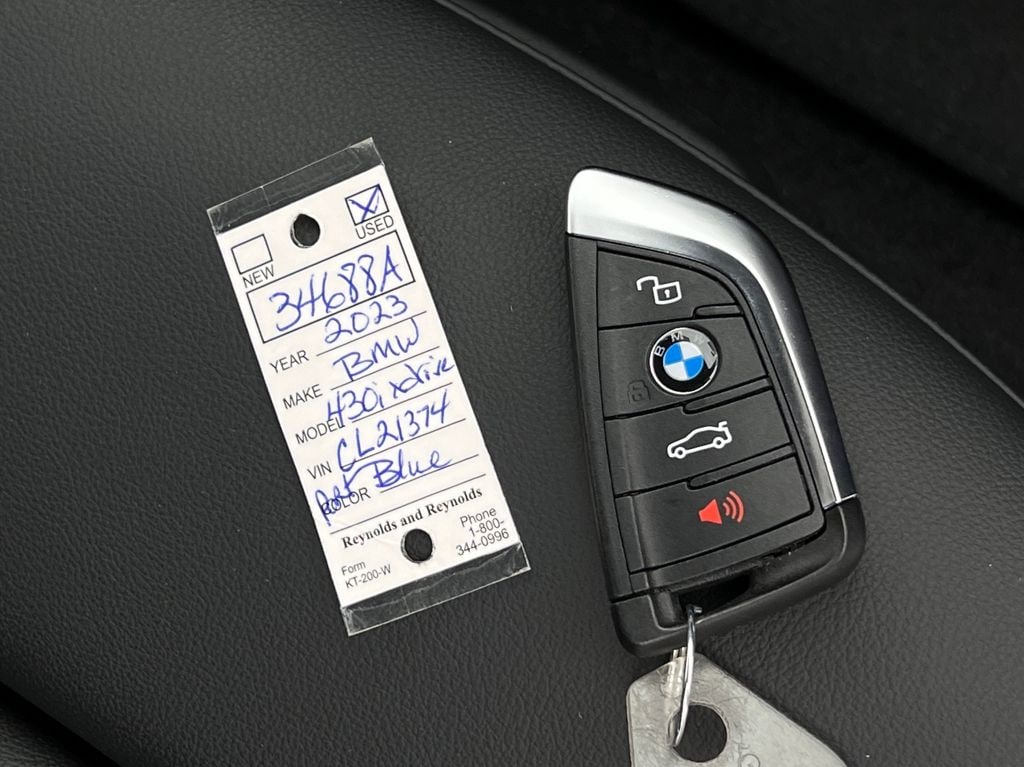 USED
NEW
34688A
YEAR 2023
MAKE BMW
MODEL 430i xdrive
VIN CL21374
COLOR Port Blue
Reynolds and Reynolds
Form
KT-200-W
Phone
1-800-
344-0996
BMW